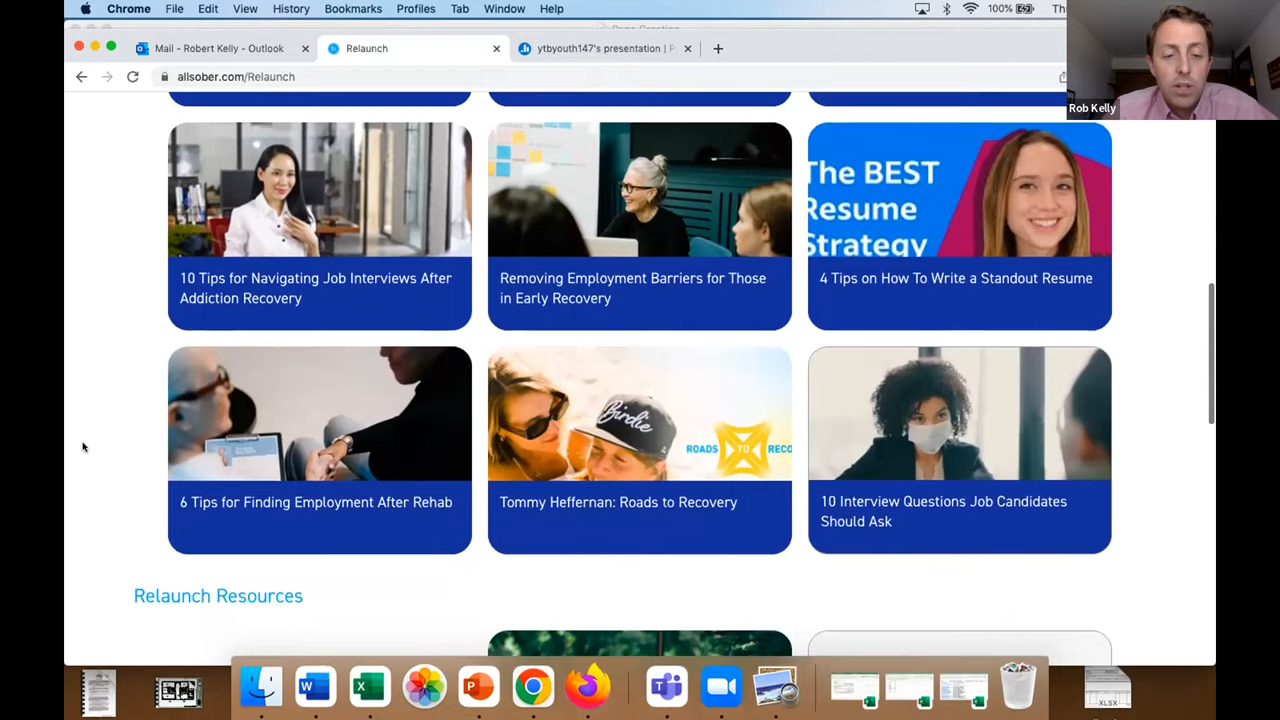 Chrome File Edit View History Bookmarks Profiles Tab Window Help 100%
Mail - Robert Kelly - Outlook
Relaunch
ytbyouth147's presentation
allsober.com/Relaunch
Rob Kelly
The BEST
Resume
Strategy
10 Tips for Navigating Job Interviews After
Addiction Recovery
Removing Employment Barriers for Those
in Early Recovery
4 Tips on How To Write a Standout Resume
Birdie
ROADS TO RECO
6 Tips for Finding Employment After Rehab
Tommy Heffernan: Roads to Recovery
10 Interview Questions Job Candidates
Should Ask
Relaunch Resources
XLSX